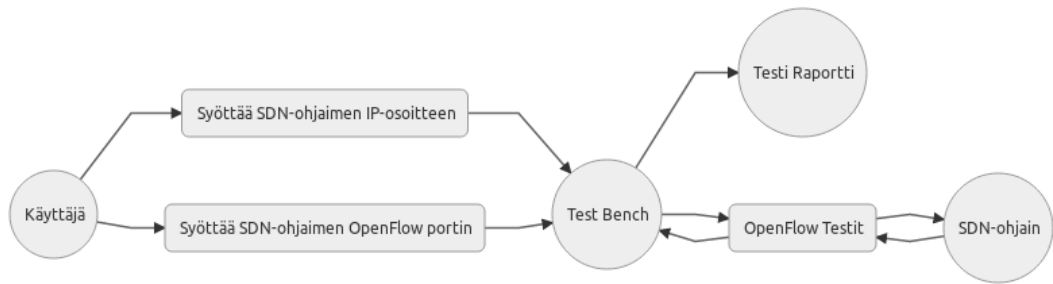 Testi Raportti
Syöttää SDN-ohjaimen IP-osoitteen
Käyttäjä
Syöttää SDN-ohjaimen OpenFlow portin
Test Bench
OpenFlow Testit
SDN-ohjain